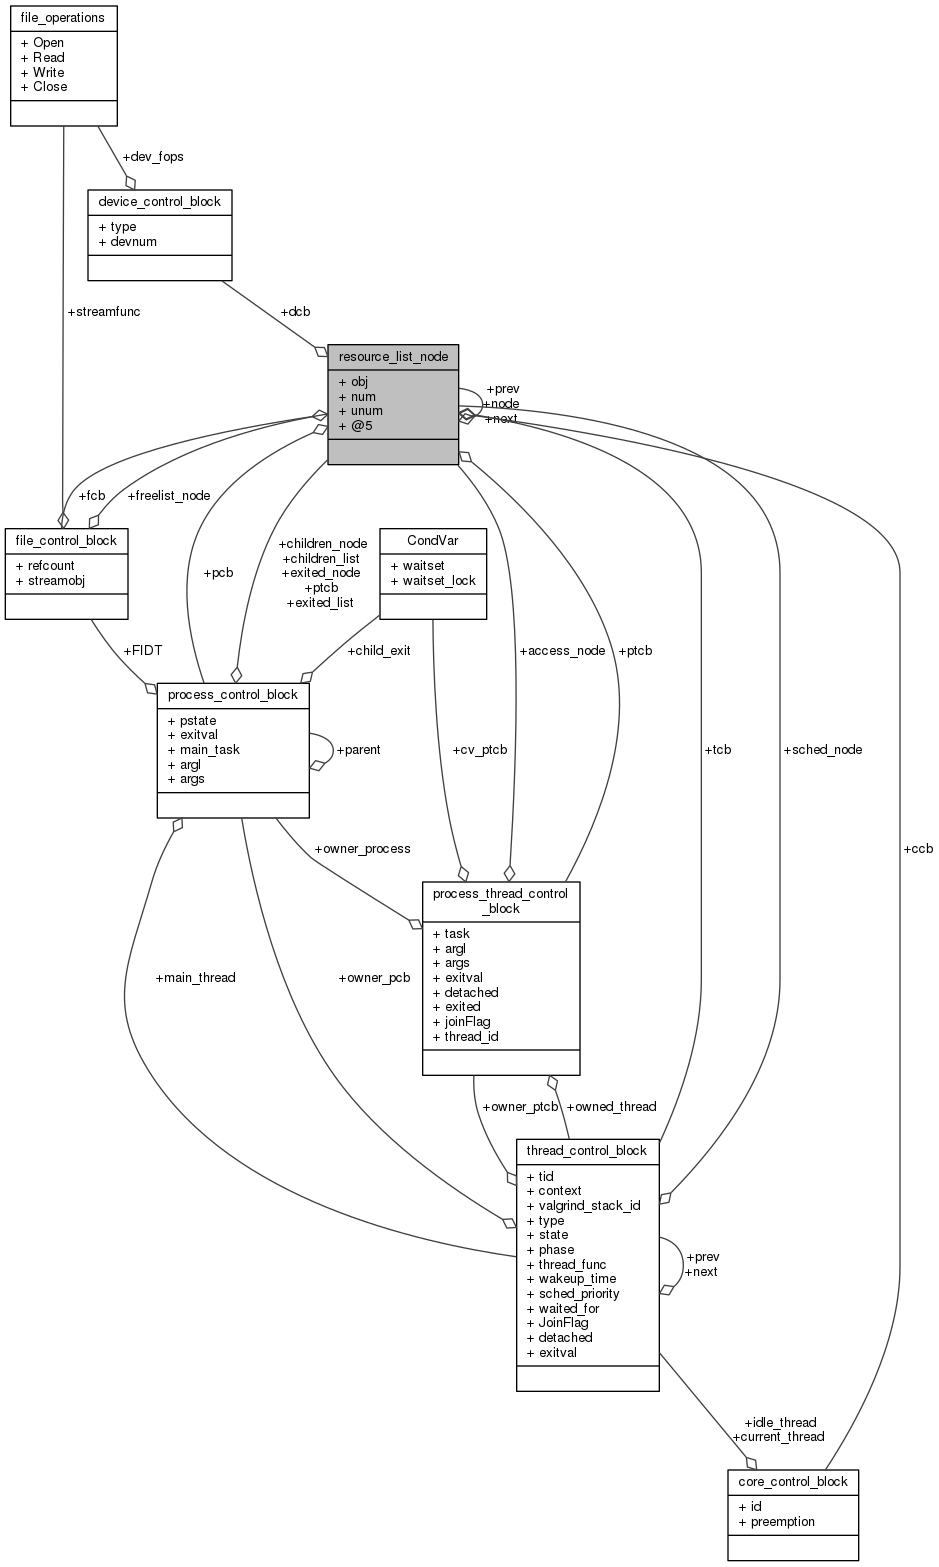 file_operations
+ Open
+ Read
+ Write
+ Close
+dev_fops
device_control_block
+ type
+ devnum
+streamfunc
+dcb
resource_list_node
+ obj
+ num
+ unum
+ @5
+prev
+node
+next
+fcb
+freelist_node
file_control_block
+ refcount
+ streamobj
+pcb
+children_node
+children_list
+exited_node
+ptcb
+exited_list
CondVar
+ waitset
+ waitset_lock
+FIDT
+child_exit
+access_node
+ptcb
process_control_block
+ pstate
+ exitval
+ main_task
+ argl
+ args
+parent
+cv_ptcb
+tcb
+sched_node
+owner_process
+ccb
process_thread_control
_block
+ task
+ argl
+ args
+ exitval
+ detached
+ exited
+ joinFlag
+ thread_id
+main_thread
+owner_pcb
+owner_ptcb
+owned_thread
thread_control_block
+ tid
+ context
+ valgrind_stack_id
+ type
+ state
+ phase
+ thread_func
+ wakeup_time
+ sched_priority
+ waited_for
+ JoinFlag
+ detached
+ exitval
+prev
+next
+idle_thread
+current_thread
core_control_block
+ id
+ preemption